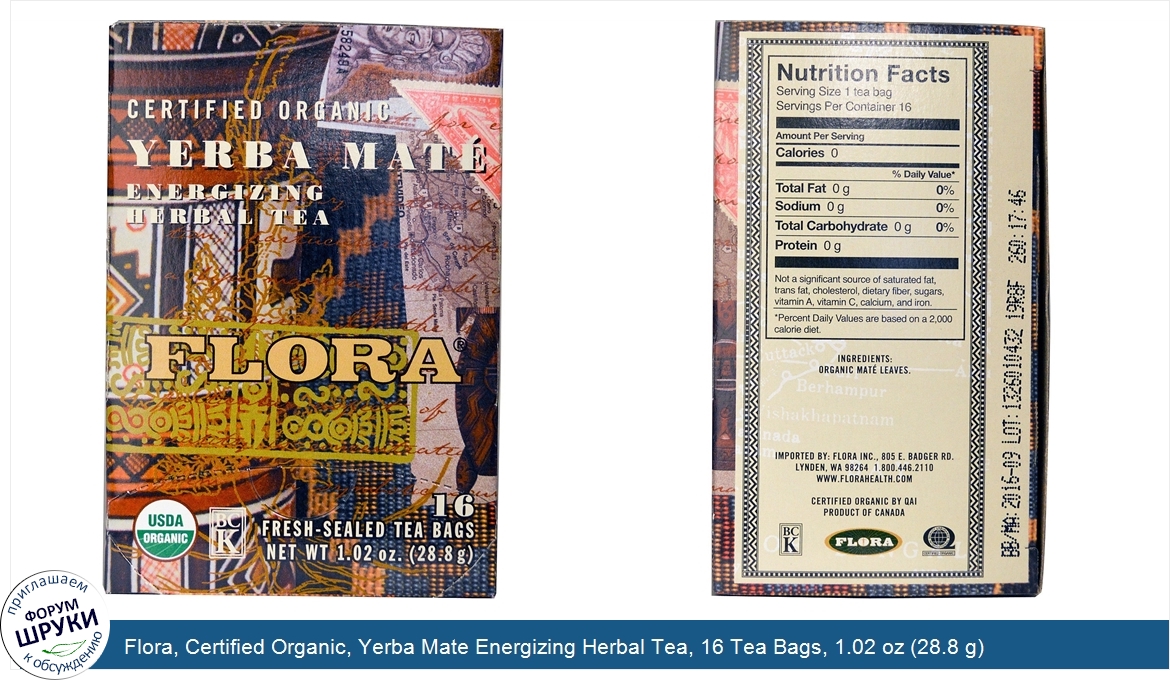 58248A
CERTIFIED ORGANIC
YERBA MATÉ
ENERGIZING
HERBAL TEA
FLORA®
16
FRESH-SEALED TEA BAGS
NET WT 1.02 oz. (28.8 g)
USDA
ORGANIC
BC
K
Nutrition Facts
Serving Size 1 tea bag
Servings Per Container 16
Amount Per Serving
Calories 0
% Daily Value*
Total Fat 0 g 0%
Sodium 0 g 0%
Total Carbohydrate 0 g 0%
Protein 0 g
Not a significant source of saturated fat,
trans fat, cholesterol, dietary fiber, sugars,
vitamin A, vitamin C, calcium, and iron.
*Percent Daily Values are based on a 2,000
calorie diet.
INGREDIENTS:
ORGANIC MATÉ LEAVES.
uttack
Berhampur
ishakhapatnam
nada
IMPORTED BY: FLORA INC., 805 E. BADGER RD.
LYNDEN, WA 98264 1.800.446.2110
WWW.FLORAHEALTH.COM
CERTIFIED ORGANIC BY QAI
PRODUCT OF CANADA
BC
K
FLORA
BB/MA:2016-09 LOT:1326010432 19R8F 260:17:46
приглашаем
ФОРУМ
ШРУКИ
к обсуждению
Flora, Certified Organic, Yerba Mate Energizing Herbal Tea, 16 Tea Bags, 1.02 oz (28.8 g)